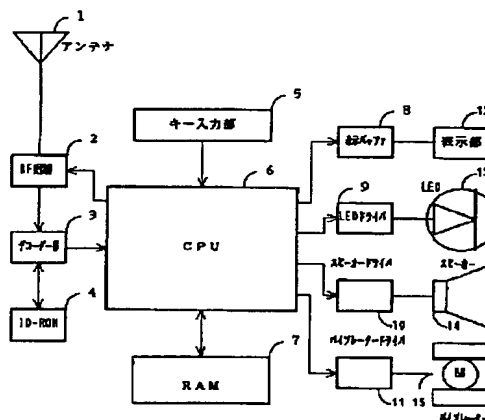 1
アンテナ
2
RF回路
3
デコーダー部
4
ID-ROM
5
キー入力部
6
CPU
7
RAM
8
表示バッファ
12
表示部
9
LEDドライバ
LED
13
スピーカードライバ
10
スピーカー
14
バイブレータードライバ
11
15
バイブレーター